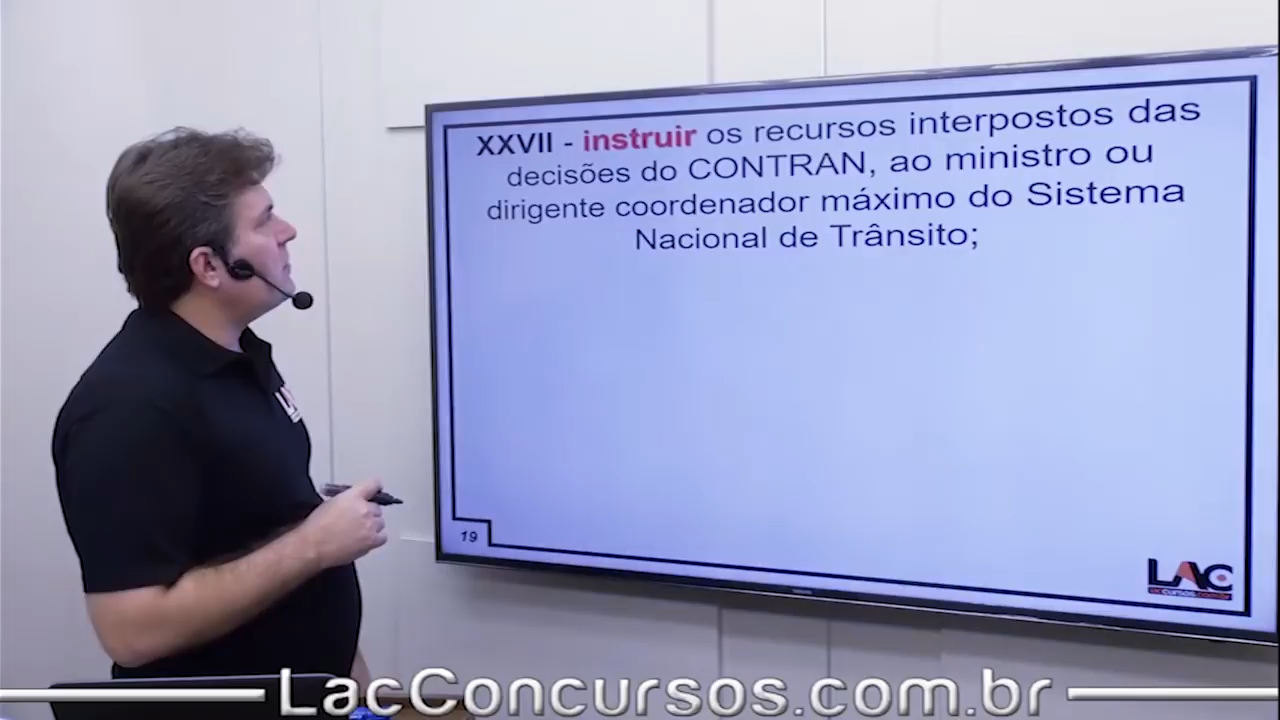 XXVII - instruir os recursos interpostos das
decisões do CONTRAN, ao ministro ou
dirigente coordenador máximo do Sistema
Nacional de Trânsito;
19
LAC
LacConcursos.com.br